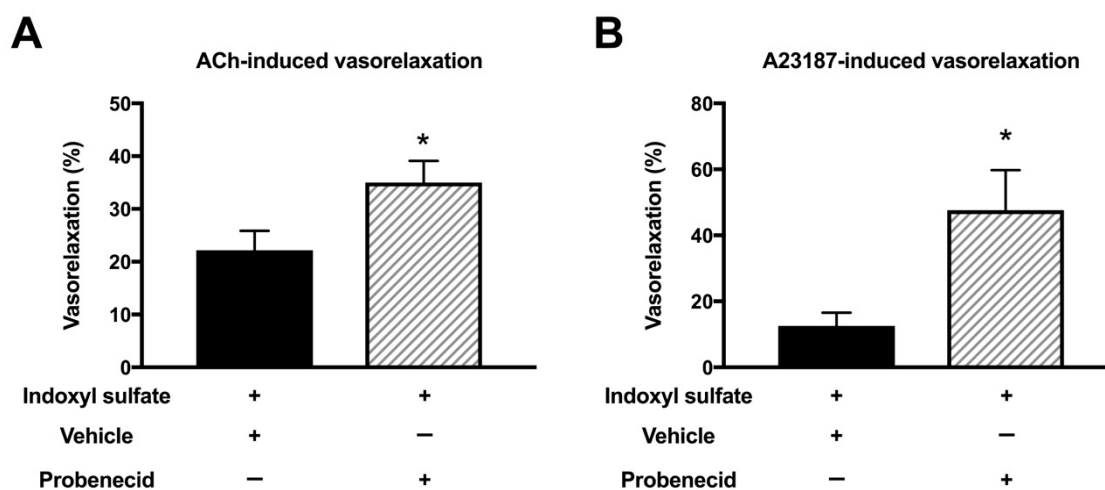 A
ACh-induced vasorelaxation
Vasorelaxation (%)
50
40
30
20
10
0
*
Indoxyl sulfate + +
Vehicle + −
Probenecid − +
B
A23187-induced vasorelaxation
Vasorelaxation (%)
80
60
40
20
0
*
Indoxyl sulfate + +
Vehicle + −
Probenecid − +